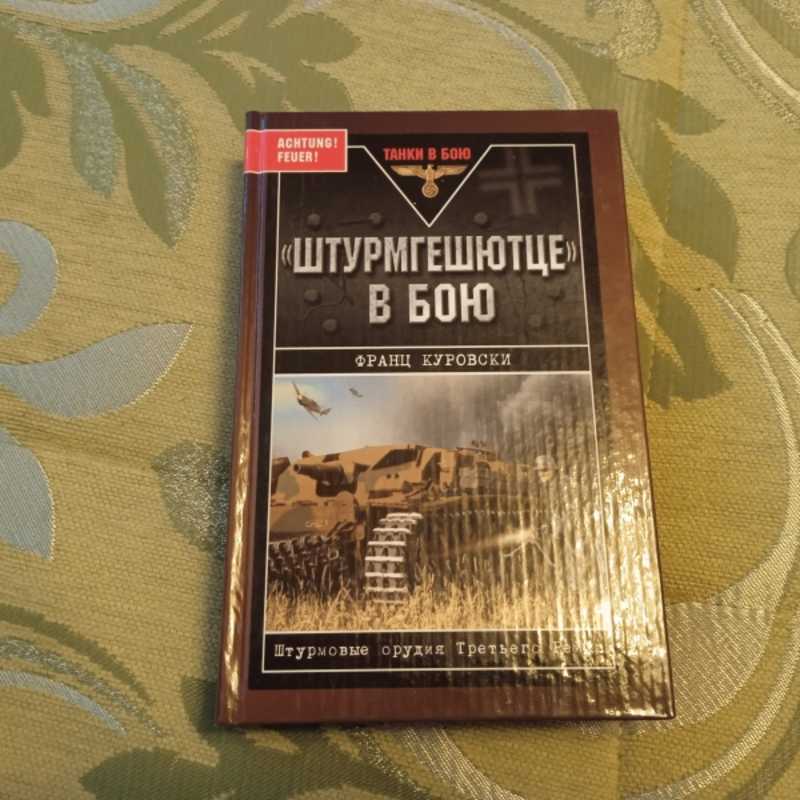 ACHTUNG!
FEUER!
ТАНКИ В БОЮ
«ШТУРМГЕШЮТЦЕ»
В БОЮ
ФРАНЦ КУРОВСКИ
Штурмовые орудия Третьего